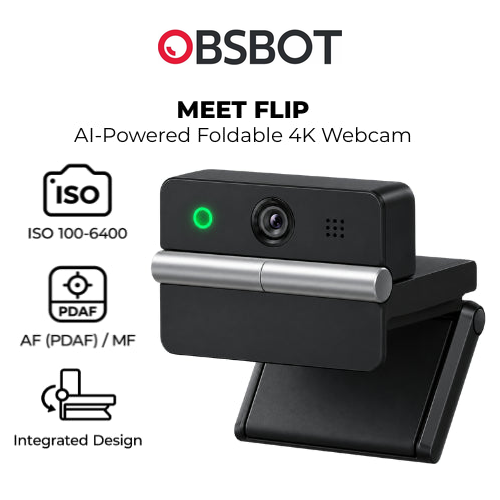 OBSBOT
MEET FLIP
AI-Powered Foldable 4K Webcam
ISO
ISO 100-6400
PDAF
AF (PDAF) / MF
Integrated Design